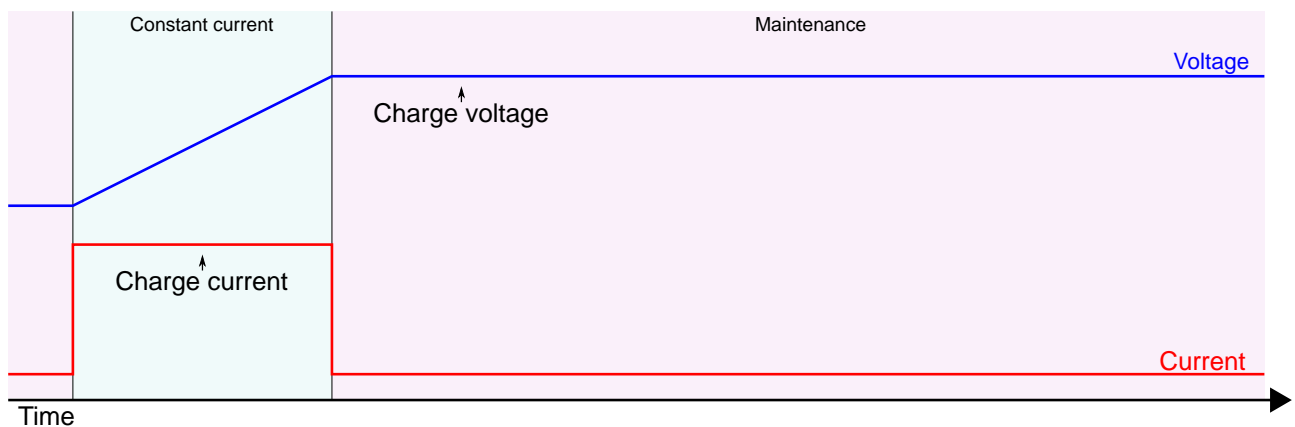 Constant current
Maintenance
Voltage
Charge voltage
Charge current
Current
Time